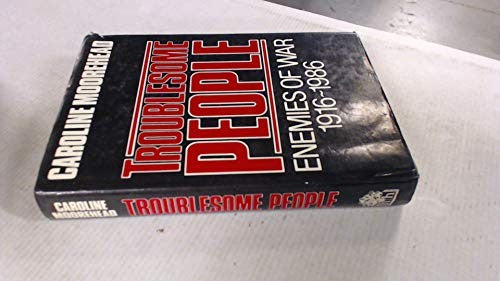 CAROLINE MOOREHEAD
TROUBLESOME
PEOPLE
ENEMIES OF WAR
1916-1986
CAROLINE
MOOREHEAD
TROUBLESOME PEOPLE